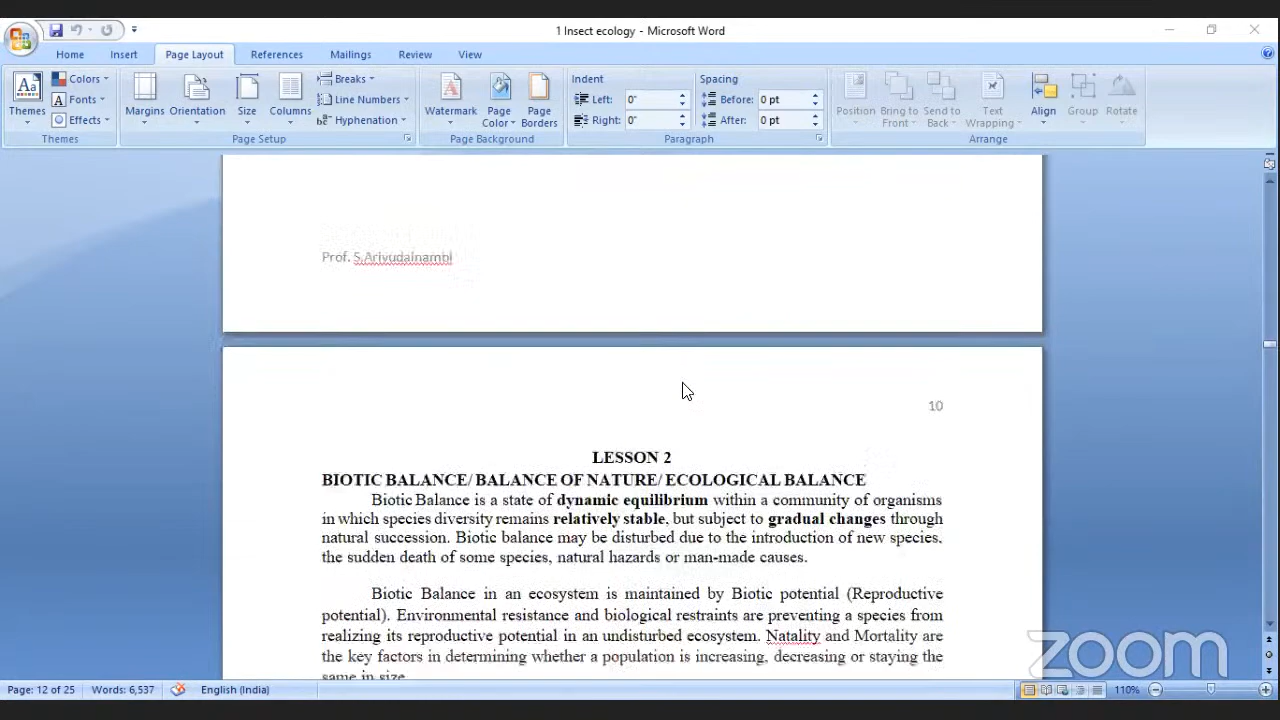 1 Insect ecology - Microsoft Word
Home Insert Page Layout References Mailings Review View
Themes Colors Fonts Effects
Margins Orientation Size Columns Breaks Line Numbers Hyphenation
Watermark Page Color Page Borders
Indent Left: 0" Right: 0"
Spacing Before: 0 pt After: 0 pt
Position Bring to Front Send to Back Text Wrapping Align Group Rotate
Themes Page Setup Page Background Paragraph Arrange
Prof. S.Arivudainambi
10
LESSON 2
BIOTIC BALANCE/ BALANCE OF NATURE/ ECOLOGICAL BALANCE
Biotic Balance is a state of dynamic equilibrium within a community of organisms
in which species diversity remains relatively stable, but subject to gradual changes through
natural succession. Biotic balance may be disturbed due to the introduction of new species,
the sudden death of some species, natural hazards or man-made causes.
Biotic Balance in an ecosystem is maintained by Biotic potential (Reproductive
potential). Environmental resistance and biological restraints are preventing a species from
realizing its reproductive potential in an undisturbed ecosystem. Natality and Mortality are
the key factors in determining whether a population is increasing, decreasing or staying the
same in size.
zoom
Page: 12 of 25 Words: 6,537 English (India) 110%